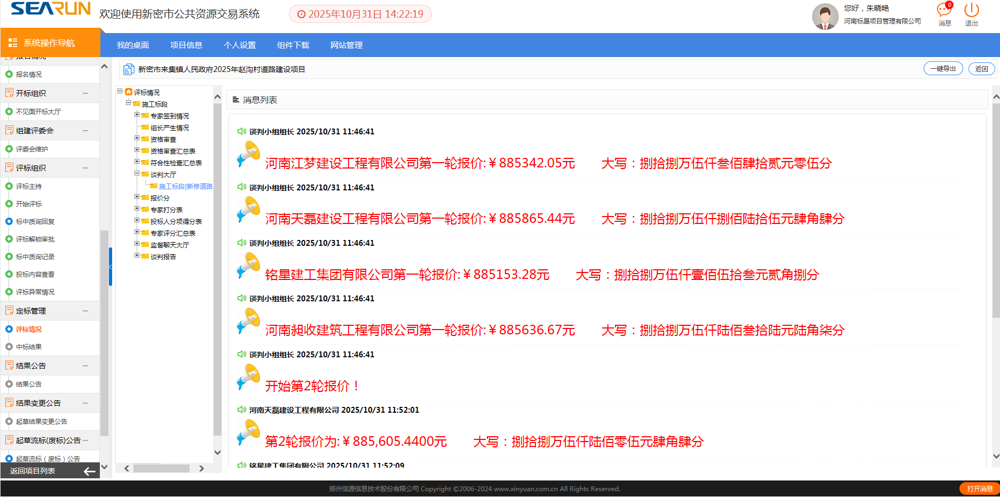 SEARUN
欢迎使用新密市公共资源交易系统
2025年10月31日 14:22:19
您好，朱晓艳
河南标晟项目管理有限公司
0
消息
退出
系统操作导航
我的桌面 项目信息 个人设置 组件下载 网站管理
报名情况
报名情况
开标组织
不见面开标大厅
组建评委会
评委会维护
评标组织
评标主持
开始评标
标中质询回复
评标解锁审批
标中质询记录
投标内容查看
评标异常情况
定标管理
评标情况
中标结果
结果公告
结果公告
结果变更公告
起草结果变更公告
起草流标(废标)公告
起草流标（废标）公告
返回项目列表
新密市来集镇人民政府2025年赵沟村道路建设项目
一键导出 返回
评标情况
施工标段
专家签到情况
组长产生情况
资格审查
资格审查汇总表
符合性检查汇总表
谈判大厅
施工标段[新修道路
报价分
专家打分表
投标人分项得分表
专家评分汇总表
监督聊天大厅
谈判报告
消息列表
谈判小组组长 2025/10/31 11:46:41
河南江梦建设工程有限公司第一轮报价:￥885342.05元 大写：捌拾捌万伍仟叁佰肆拾贰元零伍分
谈判小组组长 2025/10/31 11:46:41
河南天磊建设工程有限公司第一轮报价:￥885865.44元 大写：捌拾捌万伍仟捌佰陆拾伍元肆角肆分
谈判小组组长 2025/10/31 11:46:41
铭星建工集团有限公司第一轮报价:￥885153.28元 大写：捌拾捌万伍仟壹佰伍拾叁元贰角捌分
谈判小组组长 2025/10/31 11:46:41
河南昶收建筑工程有限公司第一轮报价:￥885636.67元 大写：捌拾捌万伍仟陆佰叁拾陆元陆角柒分
谈判小组组长 2025/10/31 11:46:41
开始第2轮报价！
河南天磊建设工程有限公司 2025/10/31 11:52:01
第2轮报价为:￥885,605.4400元 大写：捌拾捌万伍仟陆佰零伍元肆角肆分
铭星建工集团有限公司 2025/10/31 11:52:09
郑州信源信息技术股份有限公司 Copyright ©2006-2024 www.xinyuan.com.cn All Rights Reserved.
打开消息